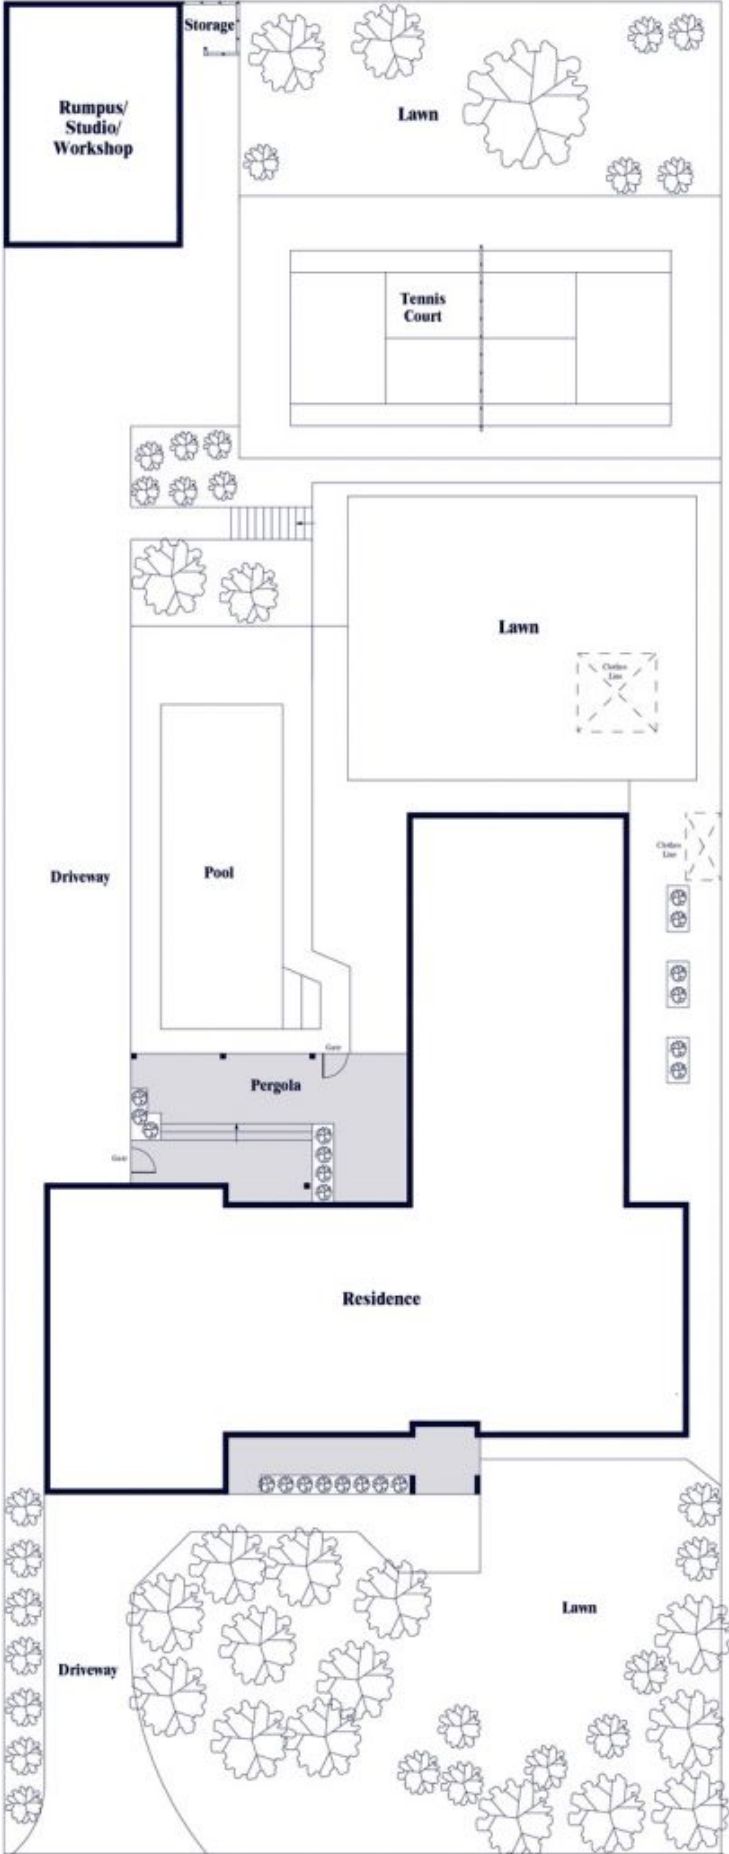 Storage
Rumpus/
Studio/
Workshop
Lawn
Tennis
Court
Lawn
Clothes
Line
Clothes
Line
Driveway
Pool
Gate
Pergola
Gate
Residence
Lawn
Driveway